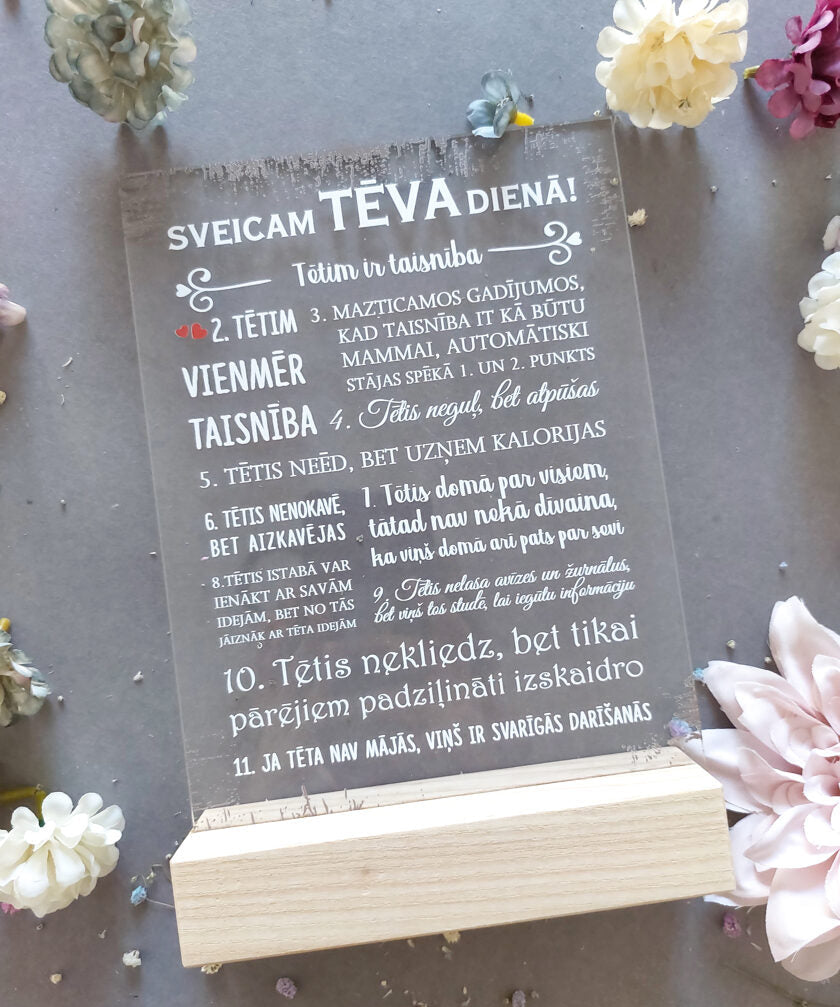 SVEICAM TĒVA DIENĀ!
Tētim ir taisnība
2. TĒTIM
VIENMĒR
TAISNĪBA
3. MAZTICAMOS GADĪJUMOS,
KAD TAISNĪBA IT KĀ BŪTU
MAMMAI, AUTOMĀTISKI
STĀJAS SPĒKĀ 1. UN 2. PUNKTS
4. Tētis neguļ, bet atpūšas
5. TĒTIS NEĒD, BET UZŅEM KALORIJAS
6. TĒTIS NENOKAVĒ,
BET AIZKAVĒJAS
7. Tētis domā par visiem,
tātad nav nekā dīvaina,
ka viņš domā arī pats par sevi
8.TĒTIS ISTABĀ VAR
IENĀKT AR SAVĀM
IDEJĀM, BET NO TĀS
JĀIZNĀK AR TĒTA IDEJĀM
9. Tētis nelasa avīzes un žurnālus,
bet viņš tos studē, lai iegūtu informāciju
10. Tētis nekliedz, bet tikai
pārējiem padziļināti izskaidro
11. JA TĒTA NAV MĀJĀS, VIŅŠ IR SVARĪGĀS DARĪŠANĀS